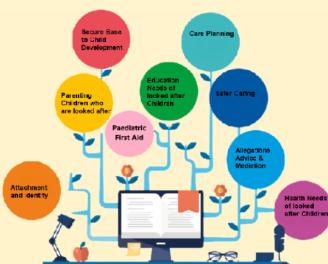 Secure Base
to Child
Development
Care Planning
Parenting
Children who
are looked after
Education
Needs of
looked after
Children
Safer Caring
Paediatric
First Aid
Allegations
Advice &
Mediation
Attachment
and Identity
Health Needs
of looked
after Children